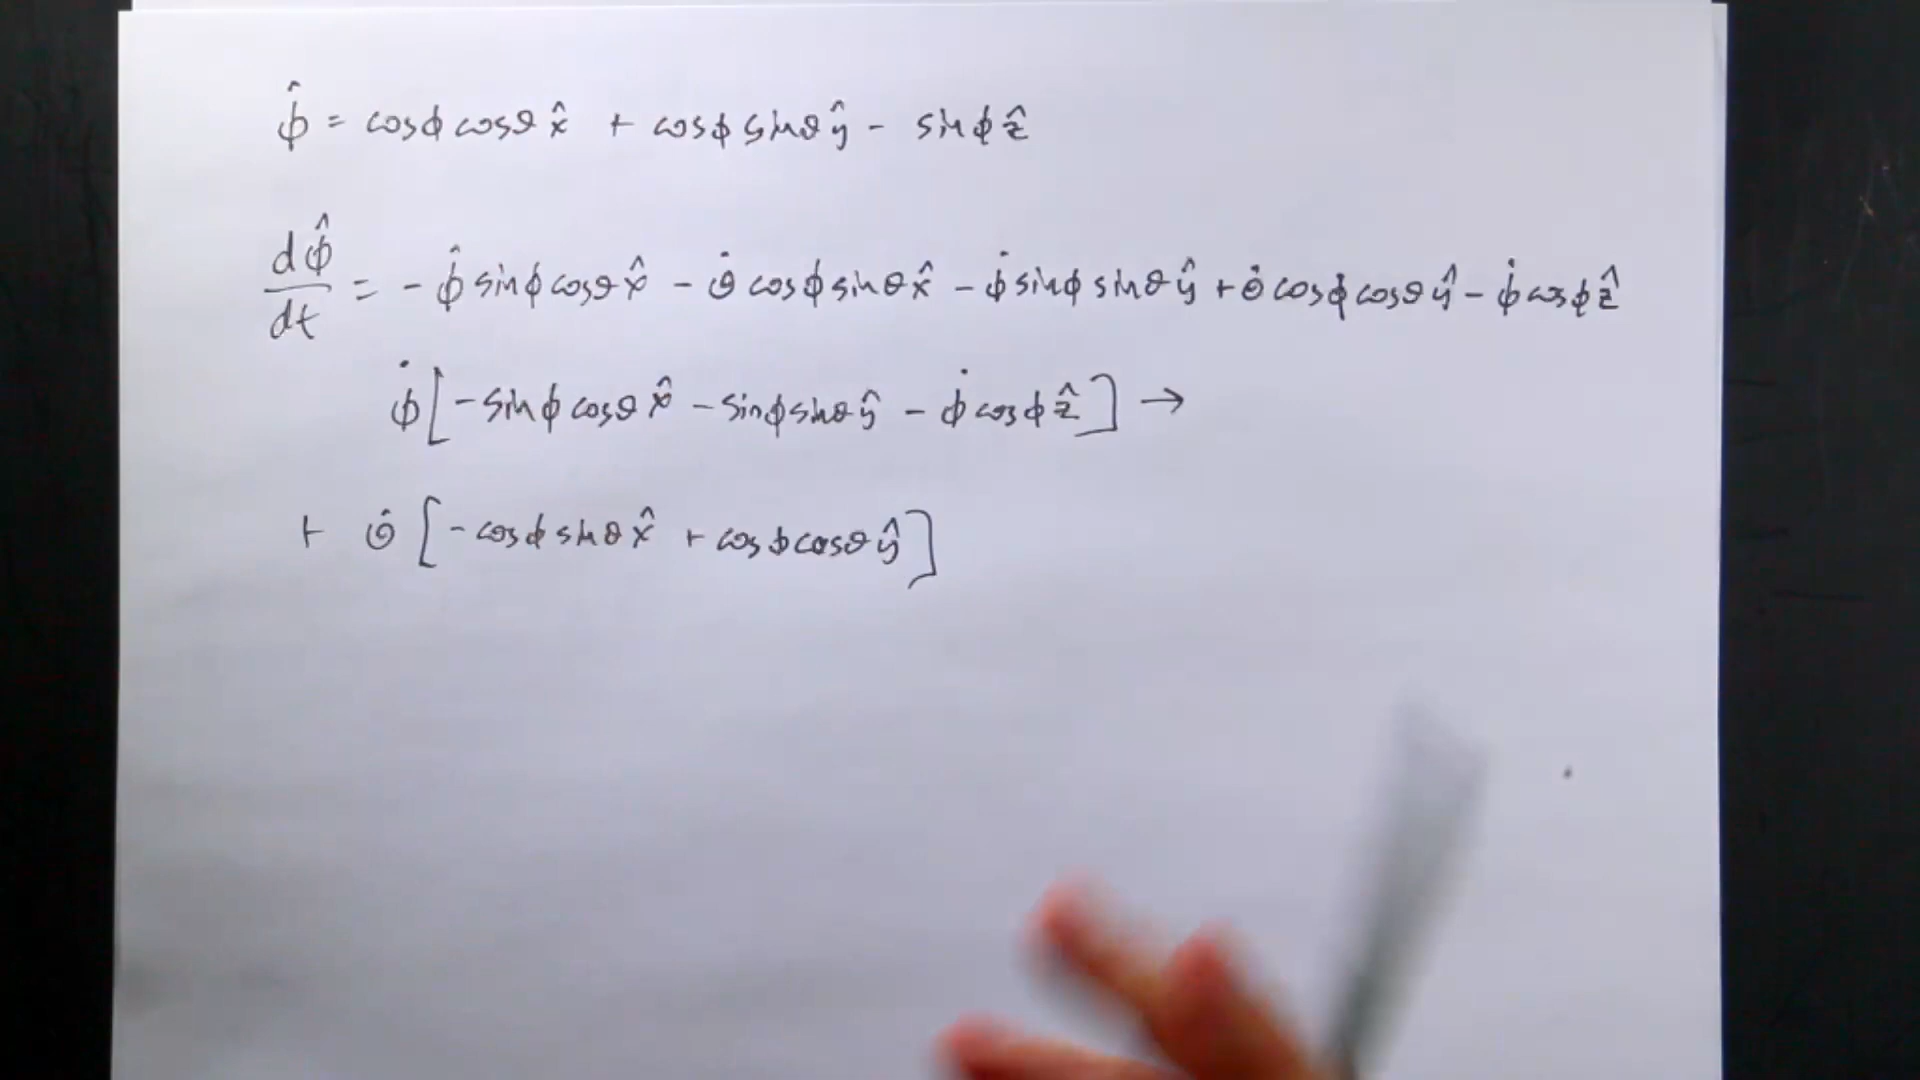 ϕ̂ = cosϕ cosθ x̂ + cosϕ sinθ ŷ - sinϕ ẑ
dϕ̂/dt = - ϕ̇ sinϕ cosθ x̂ - θ̇ cosϕ sinθ x̂ - ϕ̇ sinϕ sinθ ŷ + θ̇ cosϕ cosθ ŷ - ϕ̇ cosϕ ẑ
ϕ̇ [ - sinϕ cosθ x̂ - sinϕ sinθ ŷ - ϕ̇ cosϕ ẑ ] →
+ θ̇ [ - cosϕ sinθ x̂ + cosϕ cosθ ŷ ]